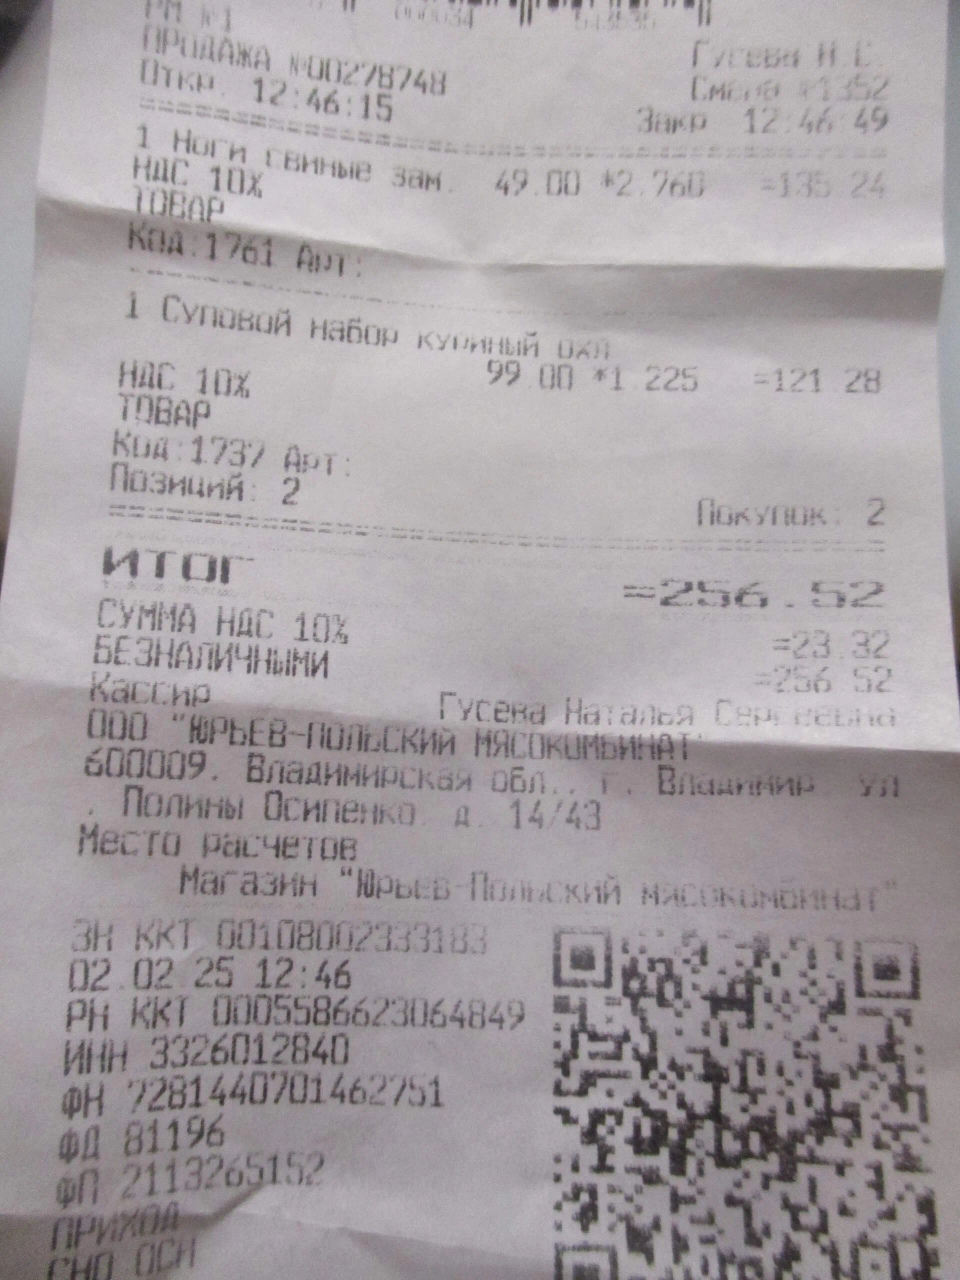 РМ №1
ПРОДАЖА №00278748
Гусева Н.С.
Откр. 12:46:15
Смена #1352
Закр. 12:46:49
1 Ноги свиные зам. 49.00 *2.760 =135.24
НДС 10%
ТОВАР
Код:1761 Арт:
1 Суповой набор куриный охл.
99.00 *1.225 =121.28
НДС 10%
ТОВАР
Код:1737 Арт:
Позиций: 2
Покупок: 2
ИТОГ =256.52
СУММА НДС 10% =23.32
БЕЗНАЛИЧНЫМИ =256.52
Кассир Гусева Наталья Сергеевна
ООО "ЮРЬЕВ-ПОЛЬСКИЙ МЯСОКОМБИНАТ"
600009, Владимирская обл., г. Владимир, ул
. Полины Осипенко, д. 14/43
Место расчетов
Магазин "Юрьев-Польский мясокомбинат"
ЗН ККТ 00108002333183
02.02.25 12:46
РН ККТ 0005586623064849
ИНН 3326012840
ФН 7281440701462751
ФД 81196
ФП 2113265152
ПРИХОД
СНО ОСН